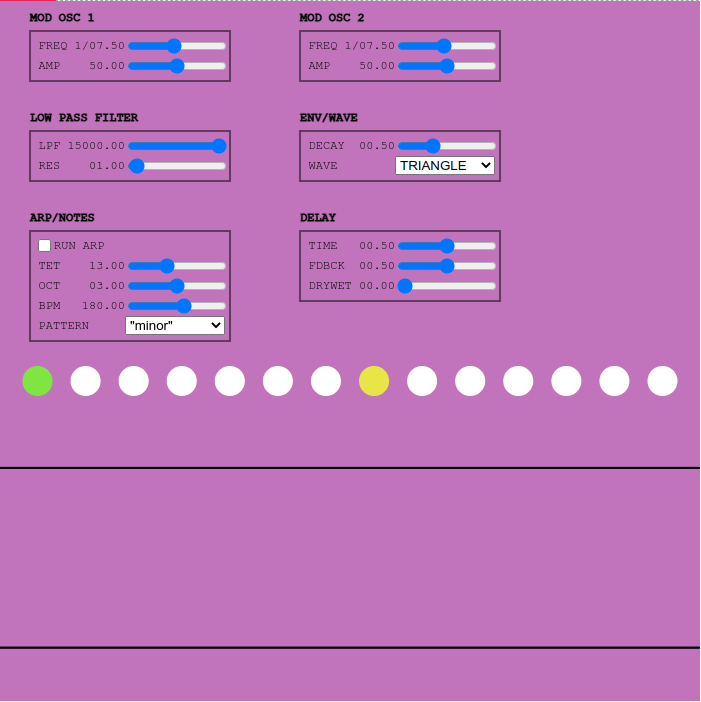 MOD OSC 1
FREQ 1/07.50
AMP 50.00
MOD OSC 2
FREQ 1/07.50
AMP 50.00
LOW PASS FILTER
LPF 15000.00
RES 01.00
ENV/WAVE
DECAY 00.50
WAVE TRIANGLE
ARP/NOTES
RUN ARP
TET 13.00
OCT 03.00
BPM 180.00
PATTERN "minor"
DELAY
TIME 00.50
FDBCK 00.50
DRYWET 00.00